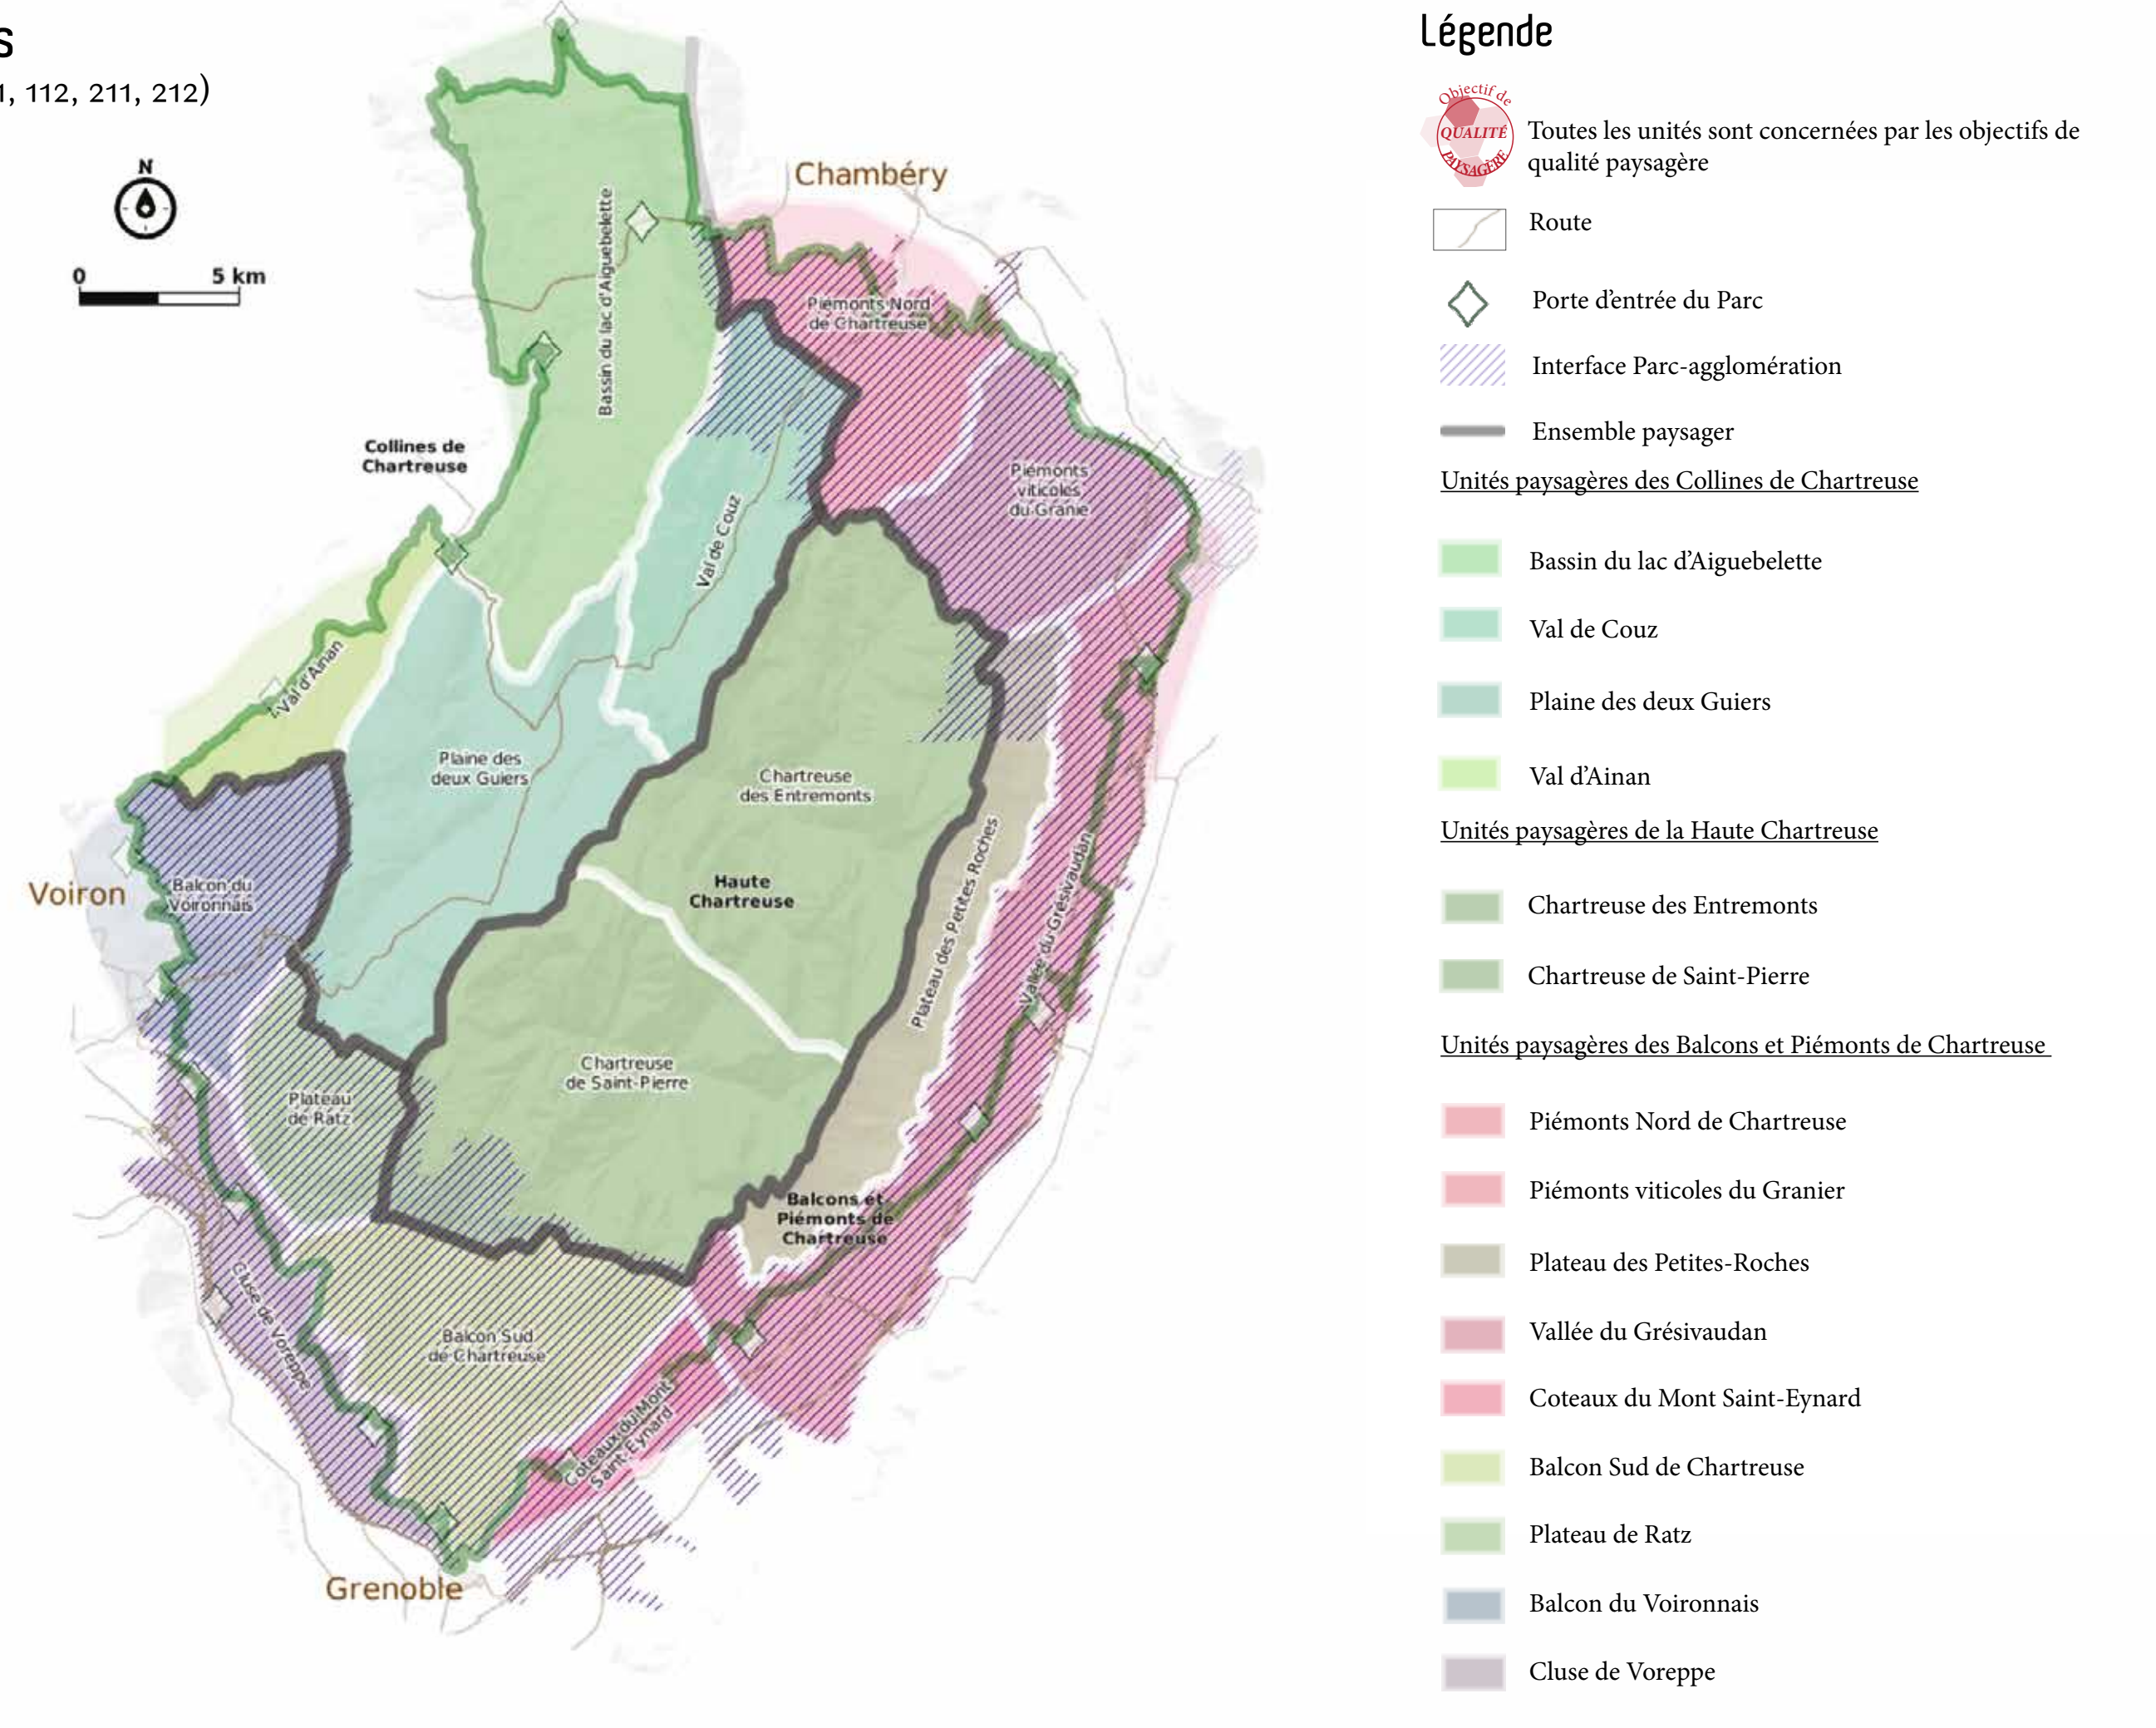 s
1, 112, 211, 212)
N
0 5 km
Chambéry
Voiron
Grenoble
Bassin du lac d'Aiguebelette
Piémonts Nord
de Chartreuse
Collines de
Chartreuse
Piémonts
viticoles
du Granie
Val de Couz
Val d'Ainan
Plaine des
deux Guiers
Chartreuse
des Entremonts
Balcon du
Voironnais
Haute
Chartreuse
Plateau des Petites Roches
Vallée du Grésivaudan
Chartreuse
de Saint-Pierre
Plateau
de Ratz
Balcons et
Piémonts de
Chartreuse
Cluse de Voreppe
Balcon Sud
de Chartreuse
Coteaux du Mont
Saint-Eynard
Légende
Objectif de
QUALITÉ
PAYSAGÈRE
Toutes les unités sont concernées par les objectifs de
qualité paysagère
Route
Porte d’entrée du Parc
Interface Parc-agglomération
Ensemble paysager
Unités paysagères des Collines de Chartreuse
Bassin du lac d’Aiguebelette
Val de Couz
Plaine des deux Guiers
Val d’Ainan
Unités paysagères de la Haute Chartreuse
Chartreuse des Entremonts
Chartreuse de Saint-Pierre
Unités paysagères des Balcons et Piémonts de Chartreuse
Piémonts Nord de Chartreuse
Piémonts viticoles du Granier
Plateau des Petites-Roches
Vallée du Grésivaudan
Coteaux du Mont Saint-Eynard
Balcon Sud de Chartreuse
Plateau de Ratz
Balcon du Voironnais
Cluse de Voreppe